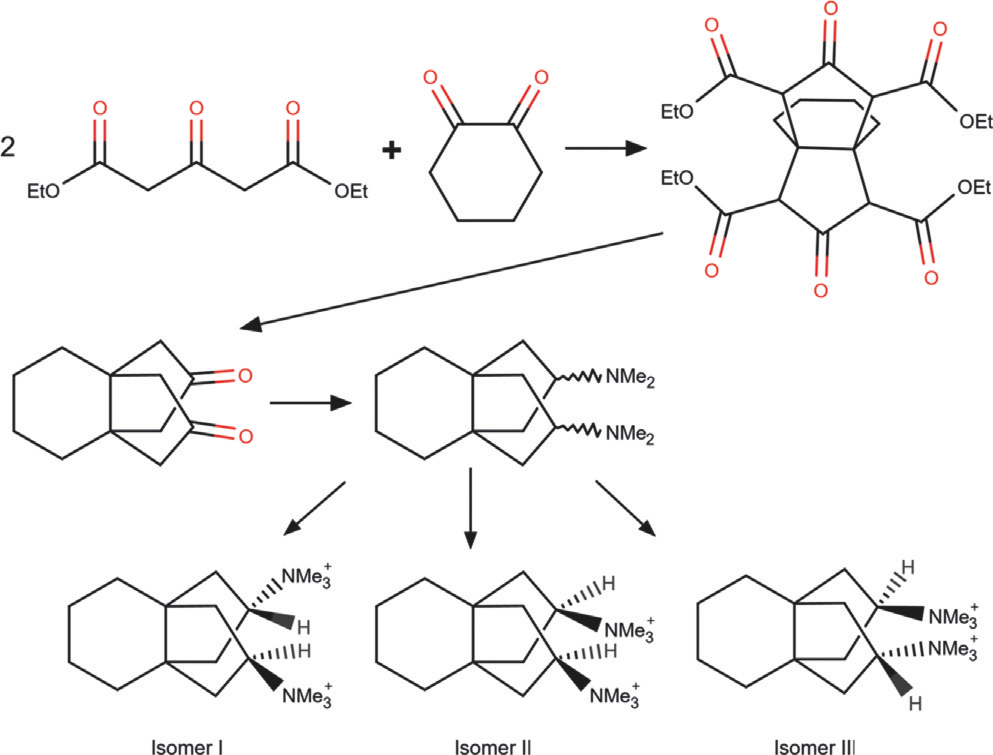 O O O
2 EtO OEt
+
O O
O
O O
EtO OEt
EtO OEt
O O
O
O
O
NMe2
NMe2
NMe3+
H
H
NMe3+
H
NMe3+
H
NMe3+
H
NMe3+
NMe3+
H
Isomer I Isomer II Isomer III